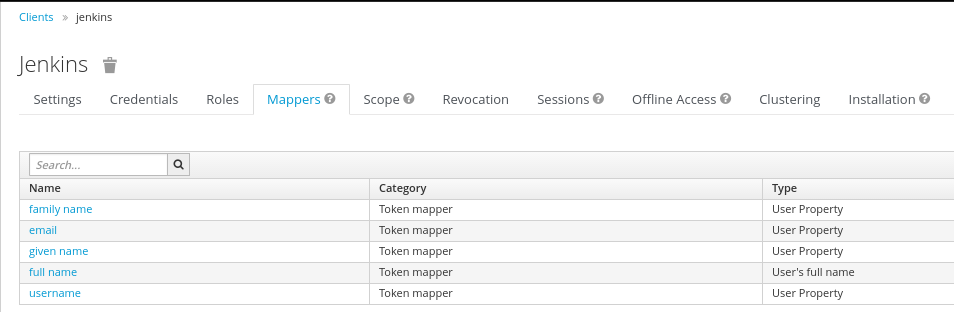 Clients » jenkins
Jenkins
Settings Credentials Roles Mappers ? Scope ? Revocation Sessions ? Offline Access ? Clustering Installation ?
Search...
Name Category Type
family name Token mapper User Property
email Token mapper User Property
given name Token mapper User Property
full name Token mapper User's full name
username Token mapper User Property